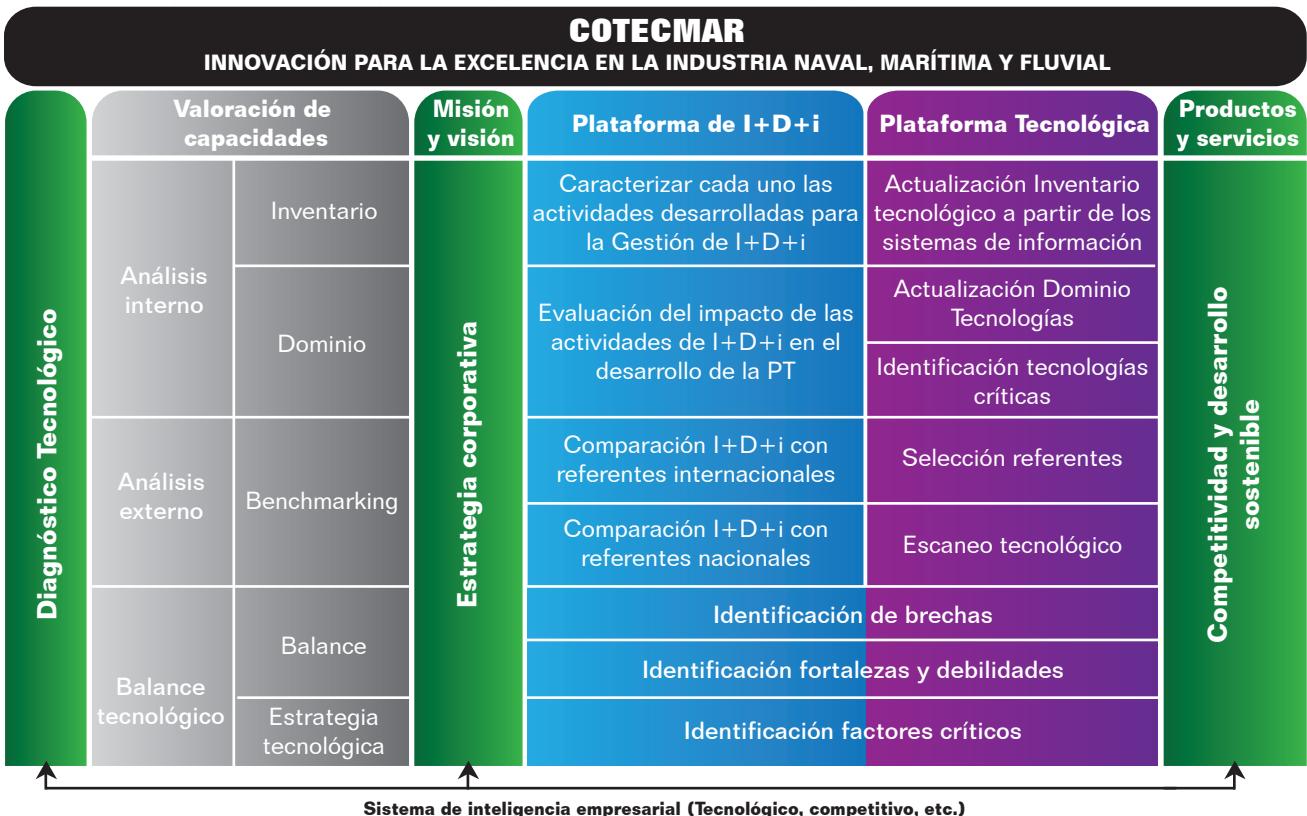 COTECMAR
INNOVACIÓN PARA LA EXCELENCIA EN LA INDUSTRIA NAVAL, MARÍTIMA Y FLUVIAL
Diagnóstico Tecnológico
Valoración de
capacidades
Misión
y visión
Plataforma de I+D+i
Plataforma Tecnológica
Productos
y servicios
Análisis
interno
Inventario
Caracterizar cada uno las
actividades desarrolladas para
la Gestión de I+D+i
Actualización Inventario
tecnológico a partir de los
sistemas de información
Dominio
Evaluación del impacto de las
actividades de I+D+i en el
desarrollo de la PT
Actualización Dominio
Tecnologías
Identificación tecnologías
críticas
Estrategia corporativa
Competitividad y desarrollo
sostenible
Análisis
externo
Benchmarking
Comparación I+D+i con
referentes internacionales
Selección referentes
Comparación I+D+i con
referentes nacionales
Escaneo tecnológico
Balance
tecnológico
Balance
Identificación de brechas
Identificación fortalezas y debilidades
Estrategia
tecnológica
Identificación factores críticos
Sistema de inteligencia empresarial (Tecnológico, competitivo, etc.)